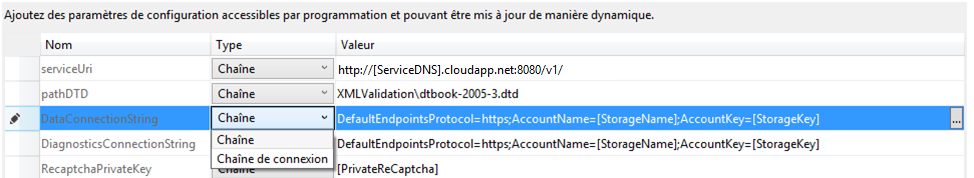 Ajoutez des paramètres de configuration accessibles par programmation et pouvant être mis à jour de manière dynamique.
Nom Type Valeur
serviceUri Chaîne http://[ServiceDNS].cloudapp.net:8080/v1/
pathDTD Chaîne XMLValidation\dtbook-2005-3.dtd
DataConnectionString Chaîne DefaultEndpointsProtocol=https;AccountName=[StorageName];AccountKey=[StorageKey] ...
DiagnosticsConnectionString Chaîne DefaultEndpointsProtocol=https;AccountName=[StorageName];AccountKey=[StorageKey]
Chaîne de connexion
RecaptchaPrivateKey Chaîne [PrivateReCaptcha]